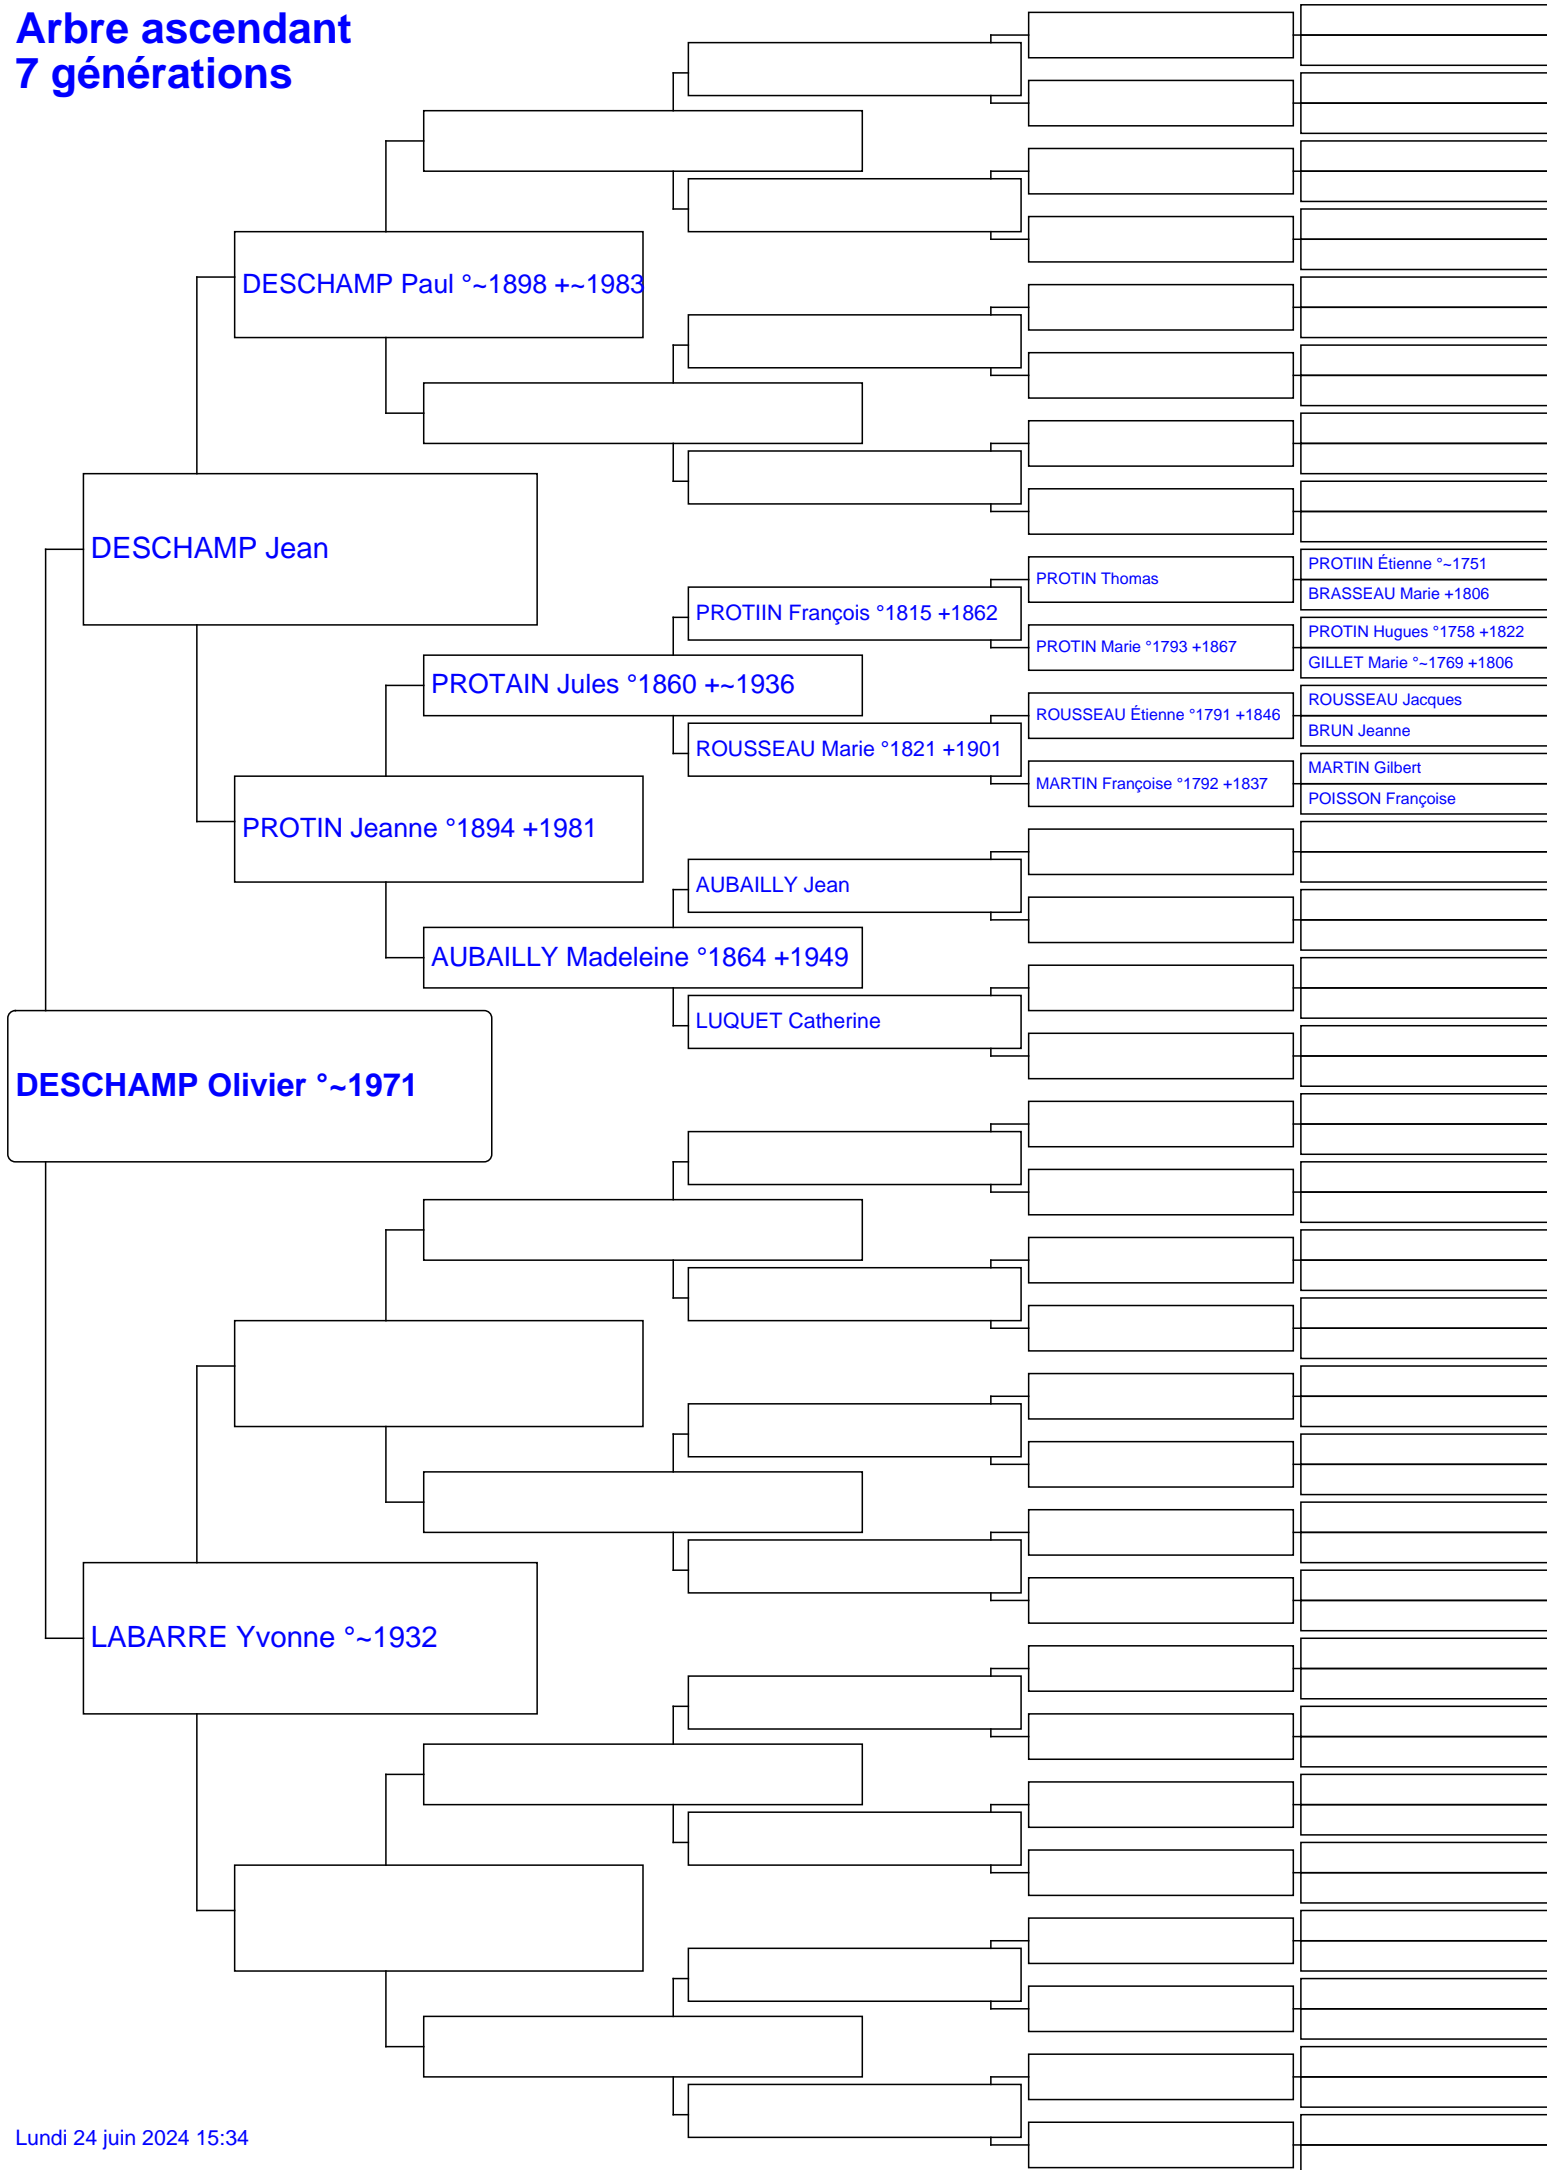 Arbre ascendant
7 générations
DESCHAMP Paul °~1898 +~1983
DESCHAMP Jean
PROTIN Thomas
PROTIIN Étienne °~1751
BRASSEAU Marie +1806
PROTIIN François °1815 +1862
PROTIN Marie °1793 +1867
PROTIN Hugues °1758 +1822
GILLET Marie °~1769 +1806
PROTAIN Jules °1860 +~1936
ROUSSEAU Étienne °1791 +1846
ROUSSEAU Jacques
BRUN Jeanne
ROUSSEAU Marie °1821 +1901
MARTIN Françoise °1792 +1837
MARTIN Gilbert
POISSON Françoise
PROTIN Jeanne °1894 +1981
AUBAILLY Jean
AUBAILLY Madeleine °1864 +1949
LUQUET Catherine
DESCHAMP Olivier °~1971
LABARRE Yvonne °~1932
Lundi 24 juin 2024 15:34